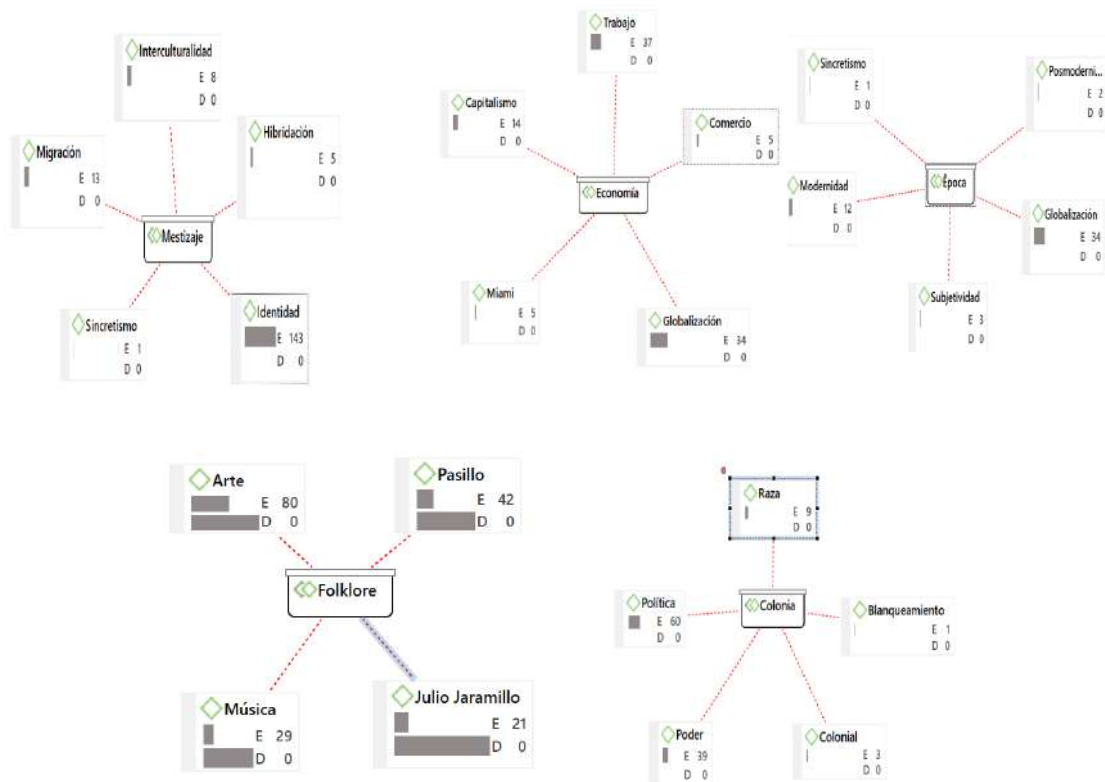 Interculturalidad
E 8
D 0
Migración
E 13
D 0
Hibridación
E 5
D 0
Mestizaje
Sincretismo
E 1
D 0
Identidad
E 143
D 0
Trabajo
E 37
D 0
Capitalismo
E 14
D 0
Comercio
E 5
D 0
Economía
Miami
E 5
D 0
Globalización
E 34
D 0
Sincretismo
E 1
D 0
Posmoderni...
E 2
D 0
Modernidad
E 12
D 0
Época
Globalización
E 34
D 0
Subjetividad
E 3
D 0
Arte
E 80
D 0
Pasillo
E 42
D 0
Folklore
Música
E 29
D 0
Julio Jaramillo
E 21
D 0
Raza
E 9
D 0
Política
E 60
D 0
Colonia
Blanqueamiento
E 1
D 0
Poder
E 39
D 0
Colonial
E 3
D 0